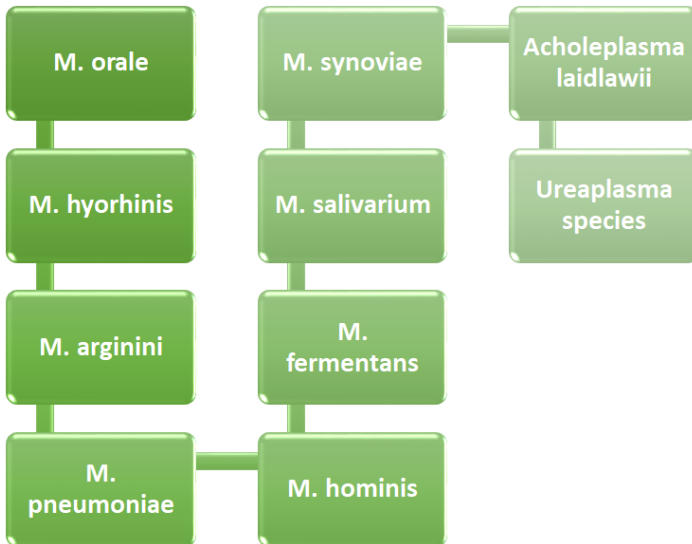 M. orale
M. hyorhinis
M. arginini
M.
pneumoniae
M. hominis
M.
fermentans
M. salivarium
M. synoviae
Acholeplasma
laidlawii
Ureaplasma
species